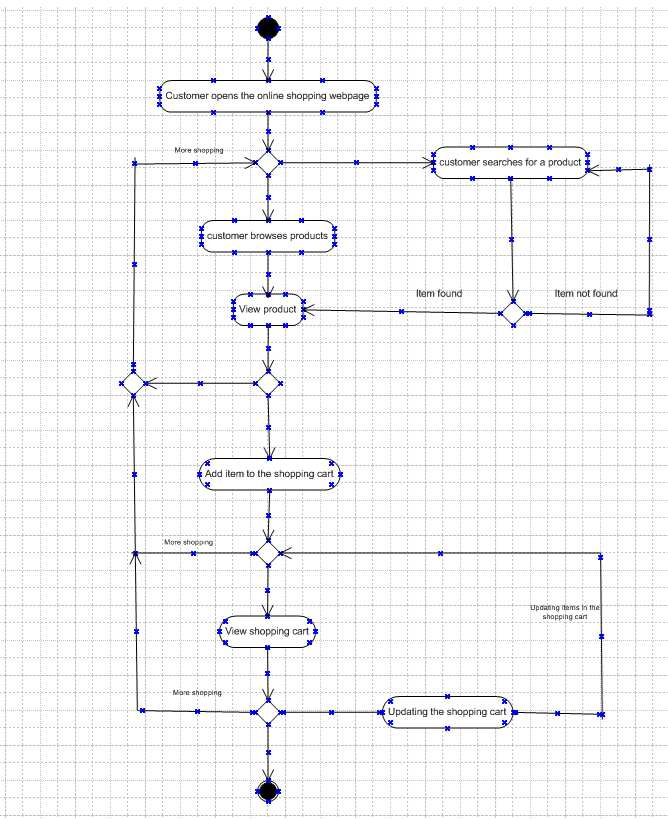 Customer opens the online shopping webpage
More shopping
customer searches for a product
customer browses products
Item found
Item not found
View product
Add item to the shopping cart
More shopping
Updating items in the
shopping cart
View shopping cart
More shopping
Updating the shopping cart